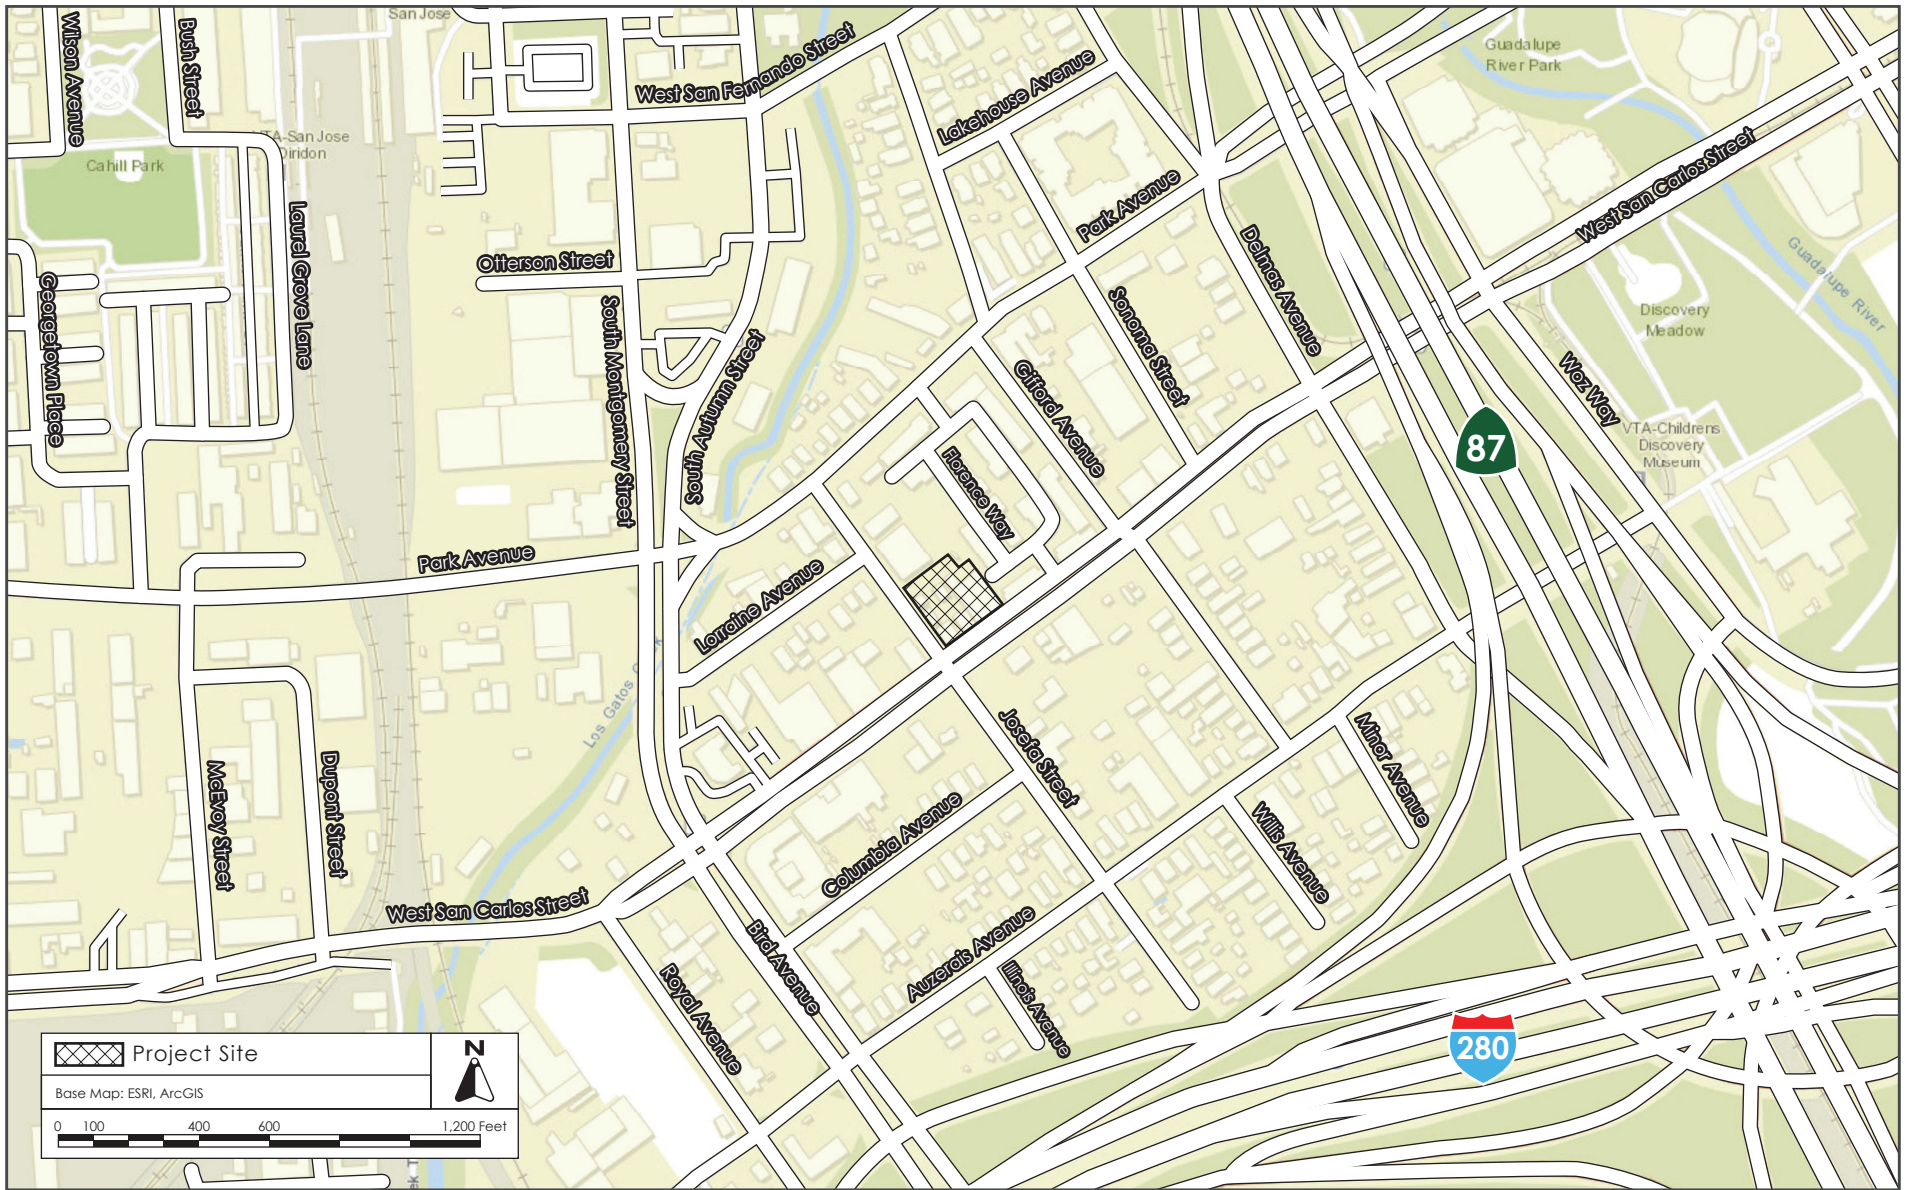 San Jose
Wilson Avenue
Bush Street
West San Fernando Street
Lakehouse Avenue
Guadalupe
River Park
VTA-San Jose
Diridon
Cahill Park
West San Carlos Street
Park Avenue
Laurel Grove Lane
Otterson Street
Delmas Avenue
Guadalupe River
Georgetown Place
South Montgomery Street
Sonoma Street
Discovery
Meadow
South Autumn Street
Gifford Avenue
Woz Way
VTA-Childrens
Discovery
Museum
87
Florence Way
Park Avenue
Lorraine Avenue
Los Gatos
Josefa Street
Minor Avenue
McEvoy Street
Dupont Street
Columbia Avenue
Willis Avenue
West San Carlos Street
Bird Avenue
Auzerais Avenue
Royal Avenue
Illinois Avenue
280
Project Site
N
Base Map: ESRI, ArcGIS
0 100 400 600 1,200 Feet